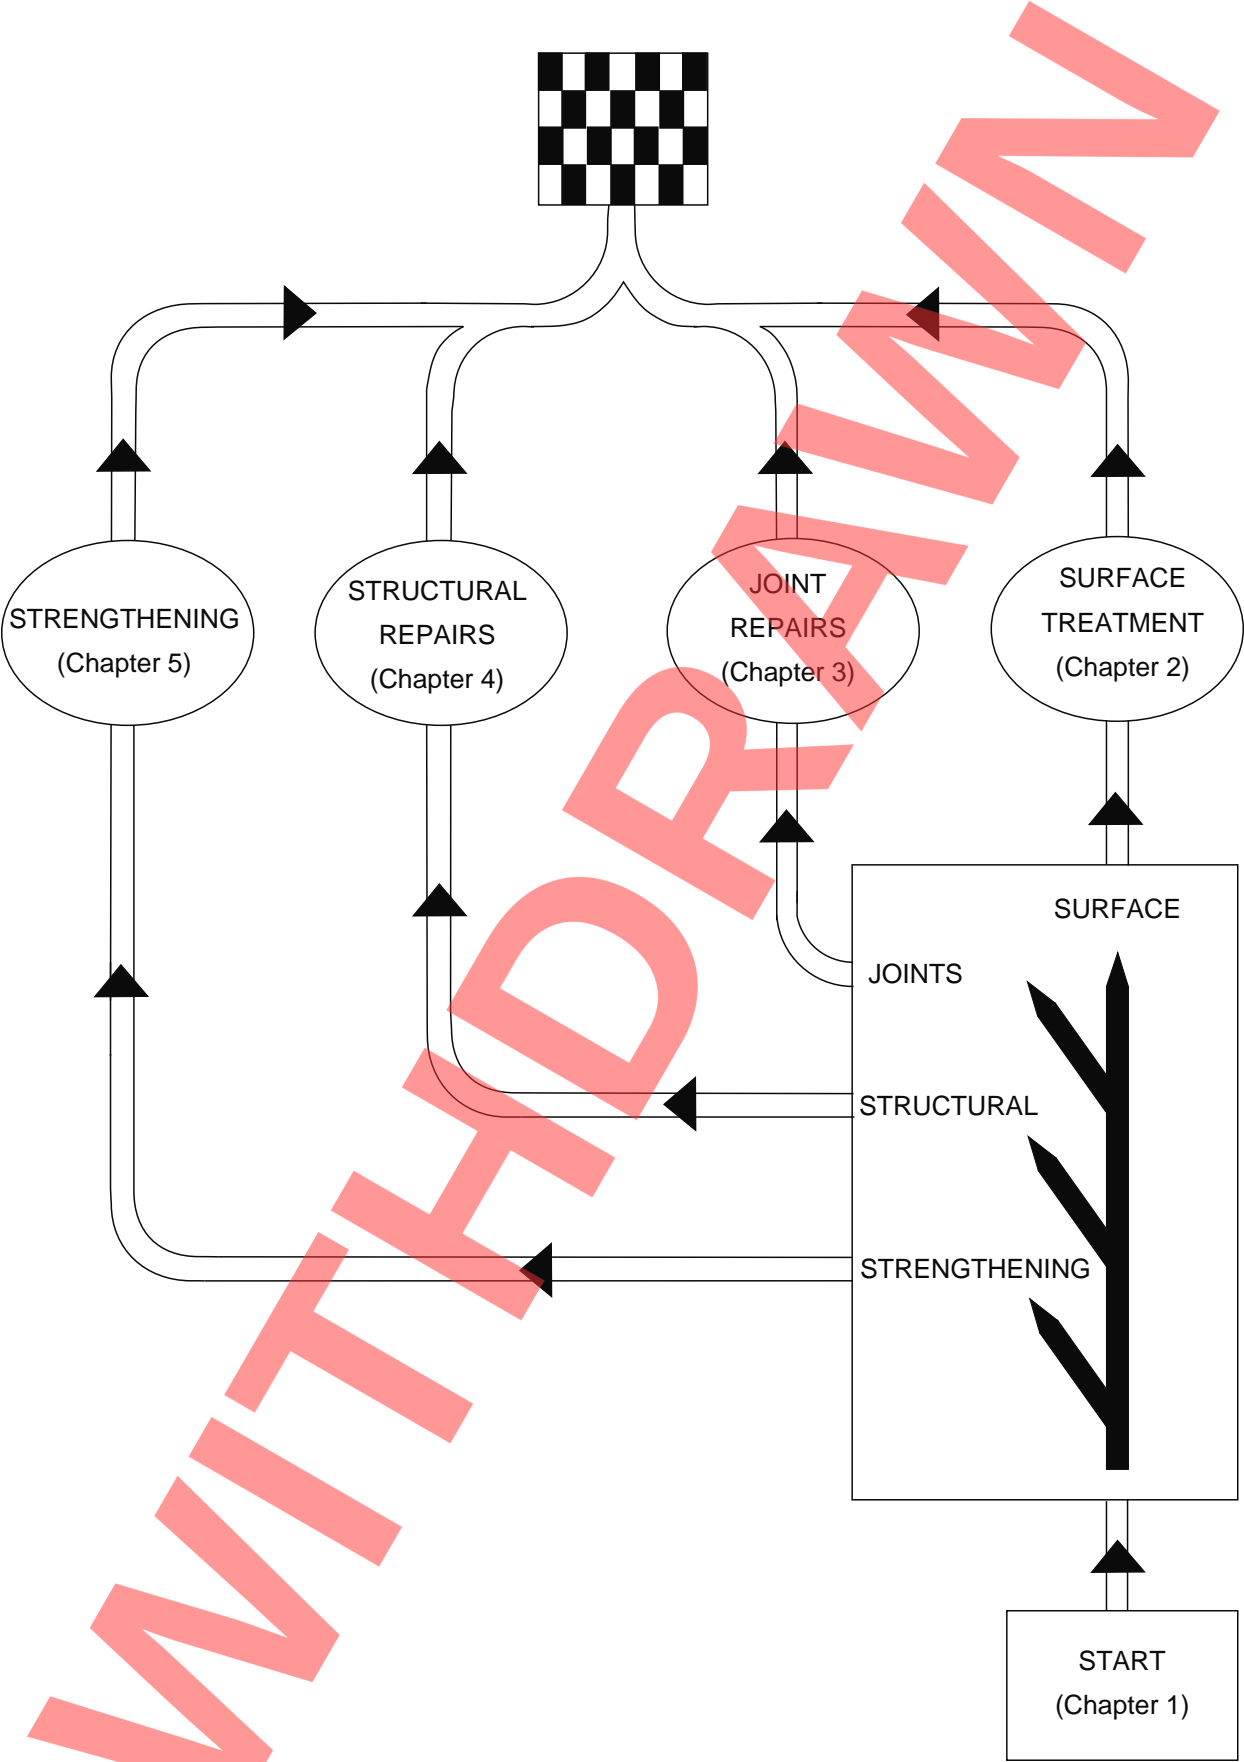 STRENGTHENING
(Chapter 5)
STRUCTURAL
REPAIRS
(Chapter 4)
JOINT
REPAIRS
(Chapter 3)
SURFACE
TREATMENT
(Chapter 2)
SURFACE
JOINTS
STRUCTURAL
STRENGTHENING
START
(Chapter 1)
WITHDRAWN